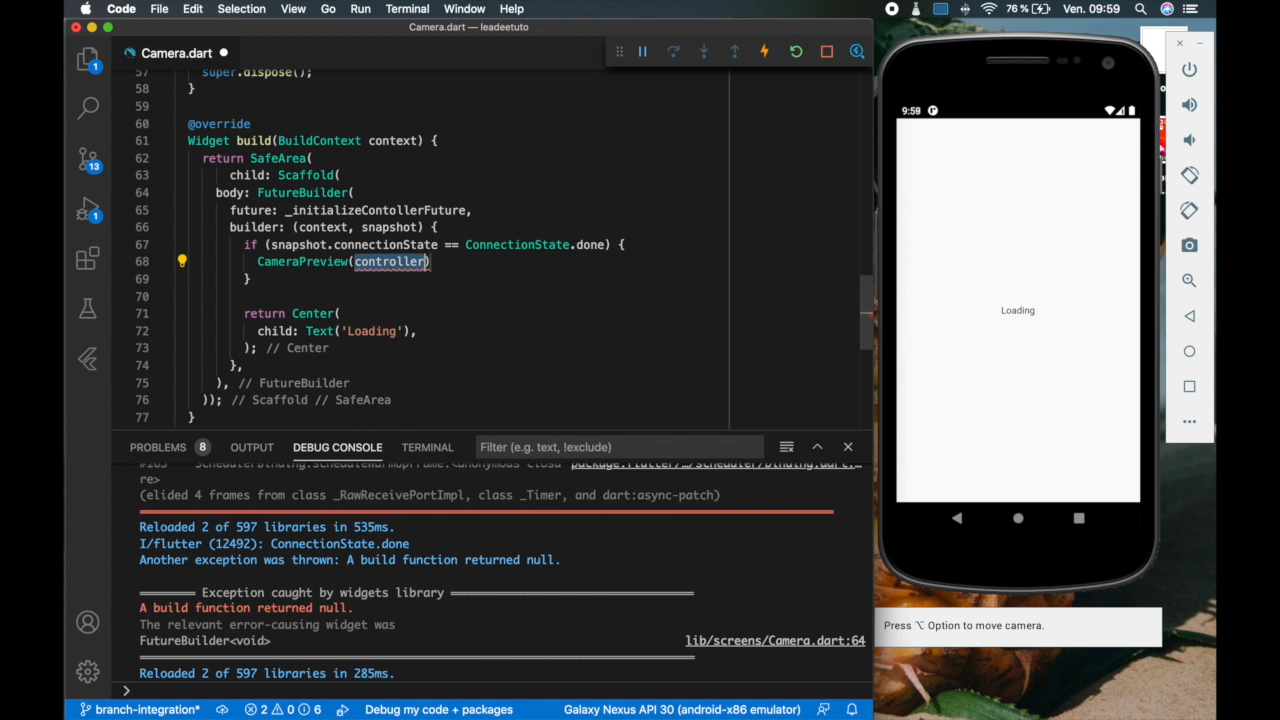 Code File Edit Selection View Go Run Terminal Window Help 76 % Ven. 09:59
Camera.dart — leadeetuto
Camera.dart
57 super.dispose();
58 }
59
60 @override
61 Widget build(BuildContext context) {
62 return SafeArea(
63 child: Scaffold(
64 body: FutureBuilder(
65 future: _initializeContollerFuture,
66 builder: (context, snapshot) {
67 if (snapshot.connectionState == ConnectionState.done) {
68 CameraPreview(controller)
69 }
70
71 return Center(
72 child: Text('Loading'),
73 ); // Center
74 },
75 ), // FutureBuilder
76 )); // Scaffold // SafeArea
77 }
1
13
1
PROBLEMS 8 OUTPUT DEBUG CONSOLE TERMINAL Filter (e.g. text, !exclude)
re>
(elided 4 frames from class _RawReceivePortImpl, class _Timer, and dart:async-patch)
Reloaded 2 of 597 libraries in 535ms.
I/flutter (12492): ConnectionState.done
Another exception was thrown: A build function returned null.
Exception caught by widgets library
A build function returned null.
The relevant error-causing widget was
FutureBuilder<void> lib/screens/Camera.dart:64
Reloaded 2 of 597 libraries in 285ms.
branch-integration* 2 0 6 Debug my code + packages Galaxy Nexus API 30 (android-x86 emulator)
9:59
Loading
Press ⌥ Option to move camera.